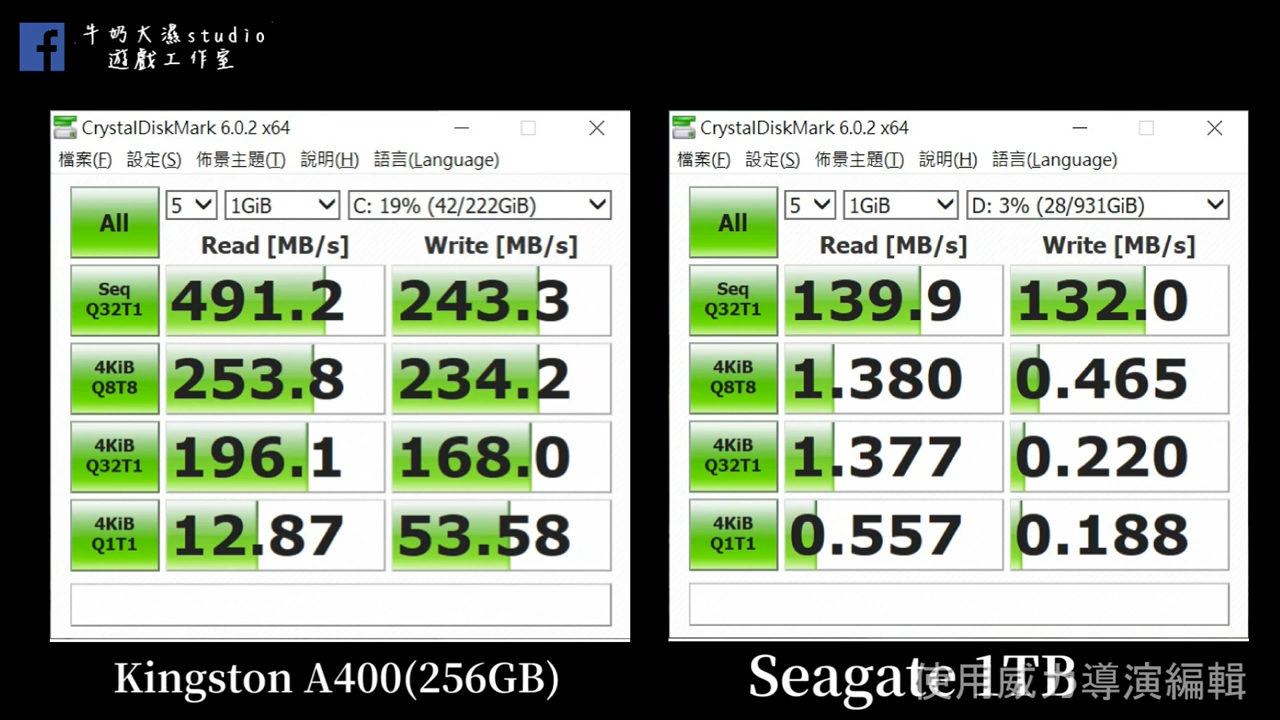 牛奶大濕studio
遊戲工作室
CrystalDiskMark 6.0.2 x64
檔案(F) 設定(S) 佈景主題(T) 說明(H) 語言(Language)
All 5 1GiB C: 19% (42/222GiB)
Read [MB/s] Write [MB/s]
Seq
Q32T1 491.2 243.3
4KiB
Q8T8 253.8 234.2
4KiB
Q32T1 196.1 168.0
4KiB
Q1T1 12.87 53.58
Kingston A400(256GB)
CrystalDiskMark 6.0.2 x64
檔案(F) 設定(S) 佈景主題(T) 說明(H) 語言(Language)
All 5 1GiB D: 3% (28/931GiB)
Read [MB/s] Write [MB/s]
Seq
Q32T1 139.9 132.0
4KiB
Q8T8 1.380 0.465
4KiB
Q32T1 1.377 0.220
4KiB
Q1T1 0.557 0.188
Seagate 1TB
使用威力導演編輯